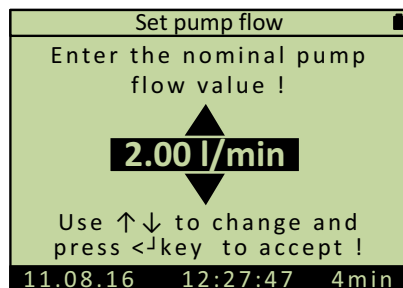 Set pump flow
Enter the nominal pump
flow value !
2.00 l/min
Use ↑↓ to change and
press <┘key to accept !
11.08.16 12:27:47 4min